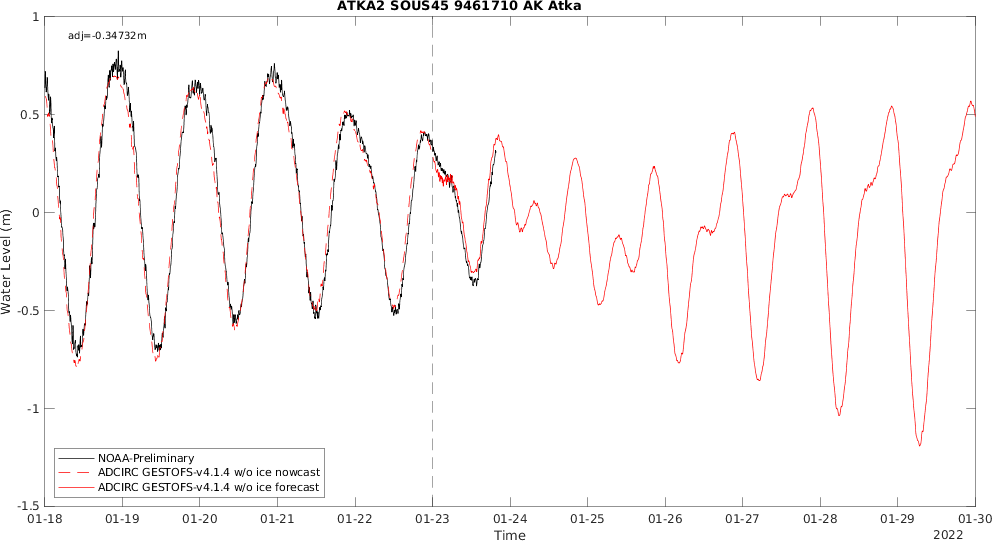 ATKA2 SOUS45 9461710 AK Atka
adj=-0.34732m
1
0.5
0
-0.5
-1
-1.5
Water Level (m)
NOAA-Preliminary
ADCIRC GESTOFS-v4.1.4 w/o ice nowcast
ADCIRC GESTOFS-v4.1.4 w/o ice forecast
01-18 01-19 01-20 01-21 01-22 01-23 01-24 01-25 01-26 01-27 01-28 01-29 01-30
Time
2022